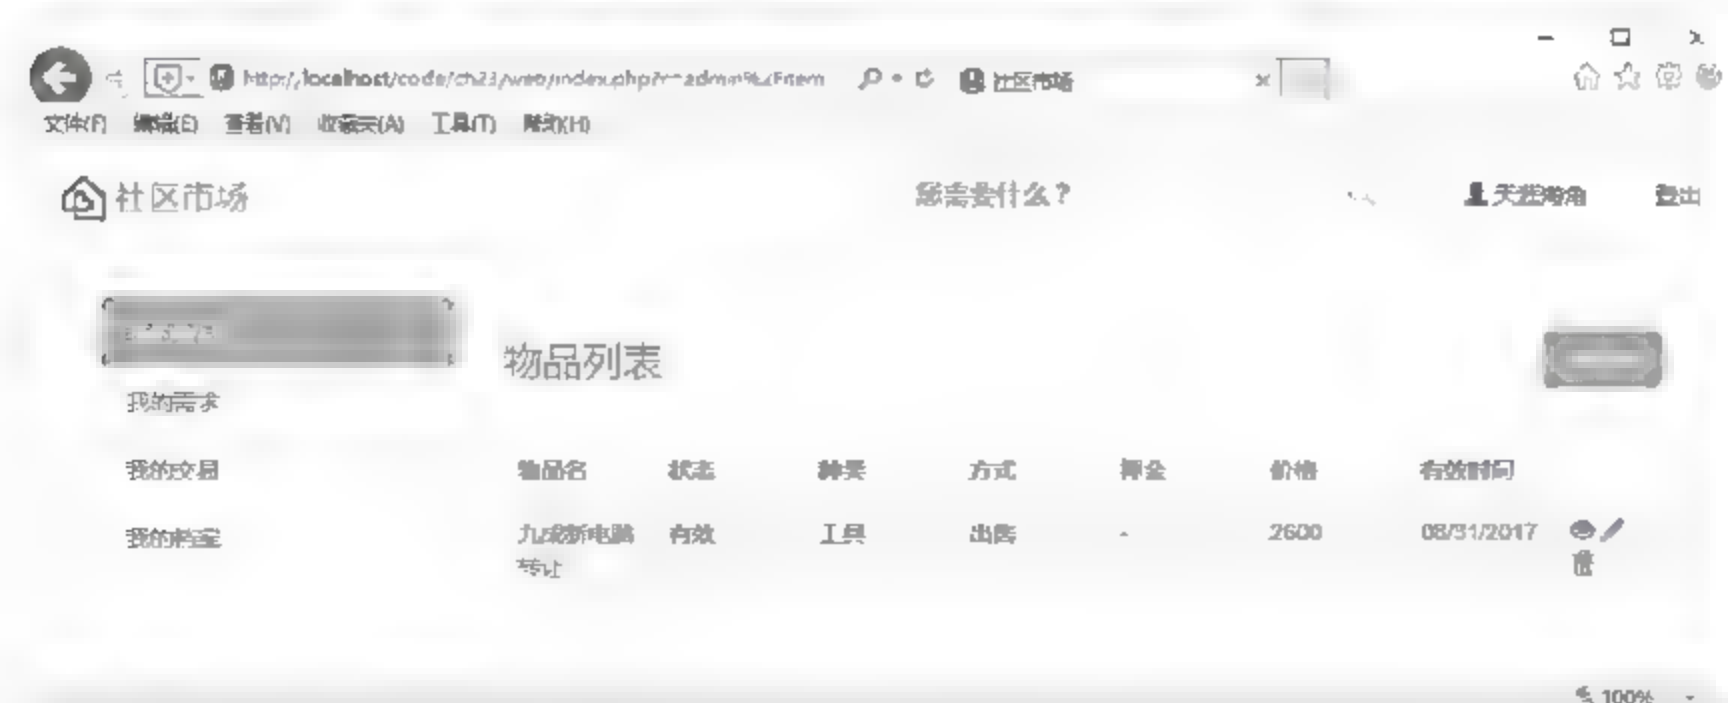 http://localhost/code/ch23/web/index.php?r=admin%2Fitem 社区市场
文件(F) 编辑(E) 查看(V) 收藏夹(A) 工具(T) 帮助(H)
社区市场 您需要什么? 天涯海角 登出
物品列表
我的需求
我的交易 物品名 状态 种类 方式 押金 价格 有效时间
我的档案 九成新电脑 有效 工具 出售 - 2600 08/31/2017
转让
100%